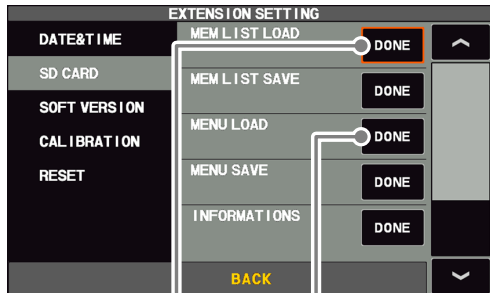 EXTENSION SETTING
DATE&TIME
SD CARD
SOFT VERSION
CALIBRATION
RESET
MEM LIST LOAD
DONE
MEM LIST SAVE
DONE
MENU LOAD
DONE
MENU SAVE
DONE
INFORMATIONS
DONE
BACK